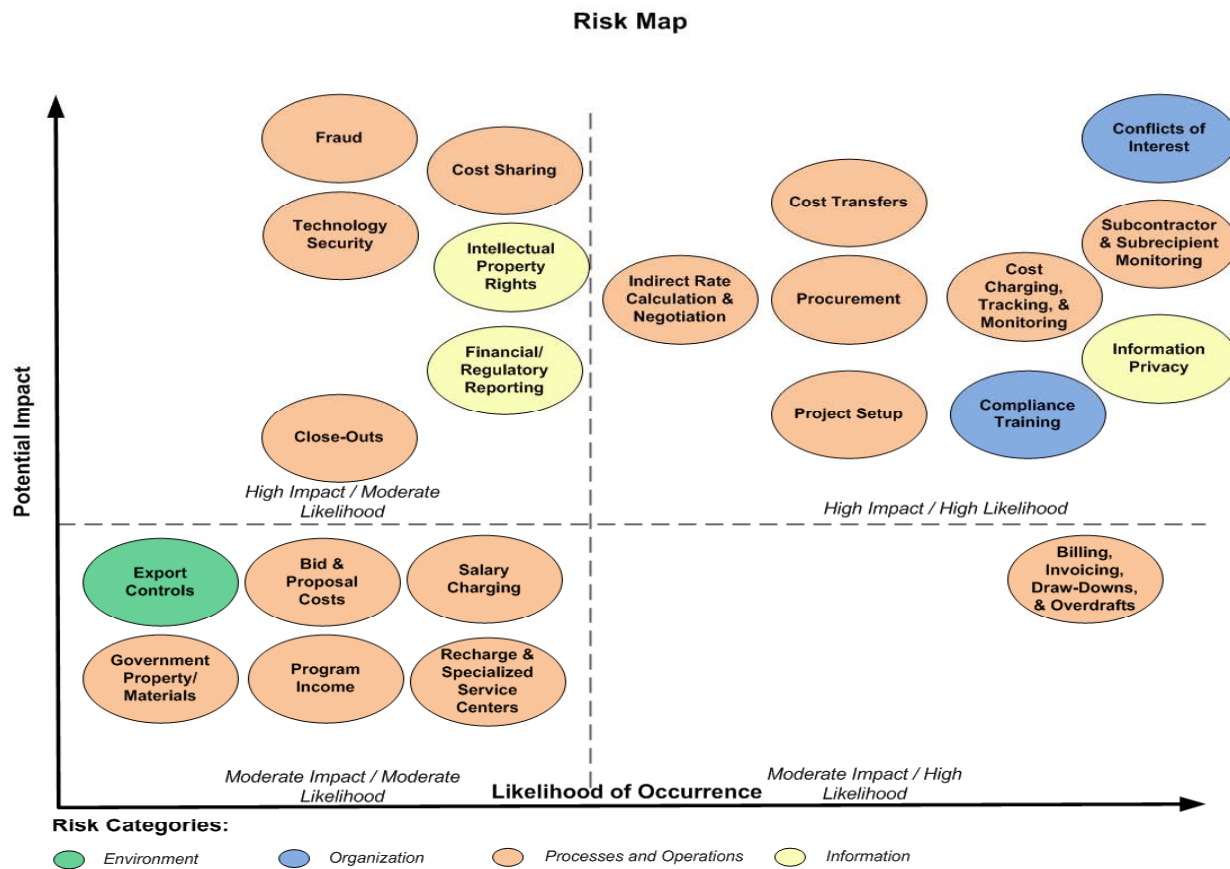 Risk Map
Fraud
Cost Sharing
Technology
Security
Intellectual
Property
Rights
Financial/
Regulatory
Reporting
Close-Outs
High Impact / Moderate
Likelihood
Conflicts of
Interest
Cost Transfers
Subcontractor
& Subrecipient
Monitoring
Indirect Rate
Calculation &
Negotiation
Procurement
Cost
Charging,
Tracking, &
Monitoring
Information
Privacy
Project Setup
Compliance
Training
High Impact / High Likelihood
Potential Impact
Export
Controls
Bid &
Proposal
Costs
Salary
Charging
Government
Property/
Materials
Program
Income
Recharge &
Specialized
Service
Centers
Moderate Impact / Moderate
Likelihood
Billing,
Invoicing,
Draw-Downs,
& Overdrafts
Moderate Impact / High
Likelihood
Likelihood of Occurrence
Risk Categories:
Environment
Organization
Processes and Operations
Information